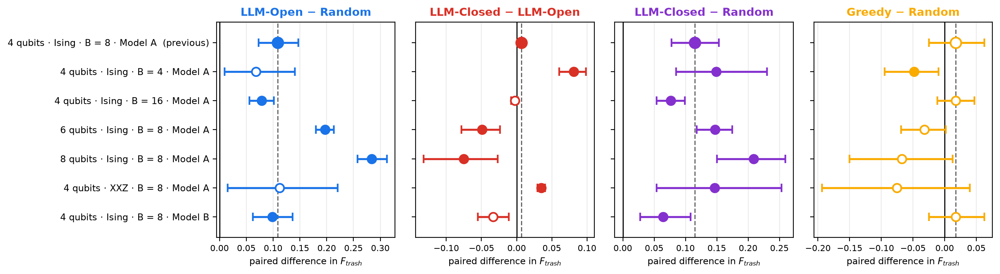 LLM-Open − Random
LLM-Closed − LLM-Open
LLM-Closed − Random
Greedy − Random
4 qubits · Ising · B = 8 · Model A (previous)
4 qubits · Ising · B = 4 · Model A
4 qubits · Ising · B = 16 · Model A
6 qubits · Ising · B = 8 · Model A
8 qubits · Ising · B = 8 · Model A
4 qubits · XXZ · B = 8 · Model A
4 qubits · Ising · B = 8 · Model B
0.00 0.05 0.10 0.15 0.20 0.25 0.30
−0.10 −0.05 0.00 0.05 0.10
0.00 0.05 0.10 0.15 0.20 0.25
−0.20 −0.15 −0.10 −0.05 0.00 0.05
paired difference in F_trash
paired difference in F_trash
paired difference in F_trash
paired difference in F_trash